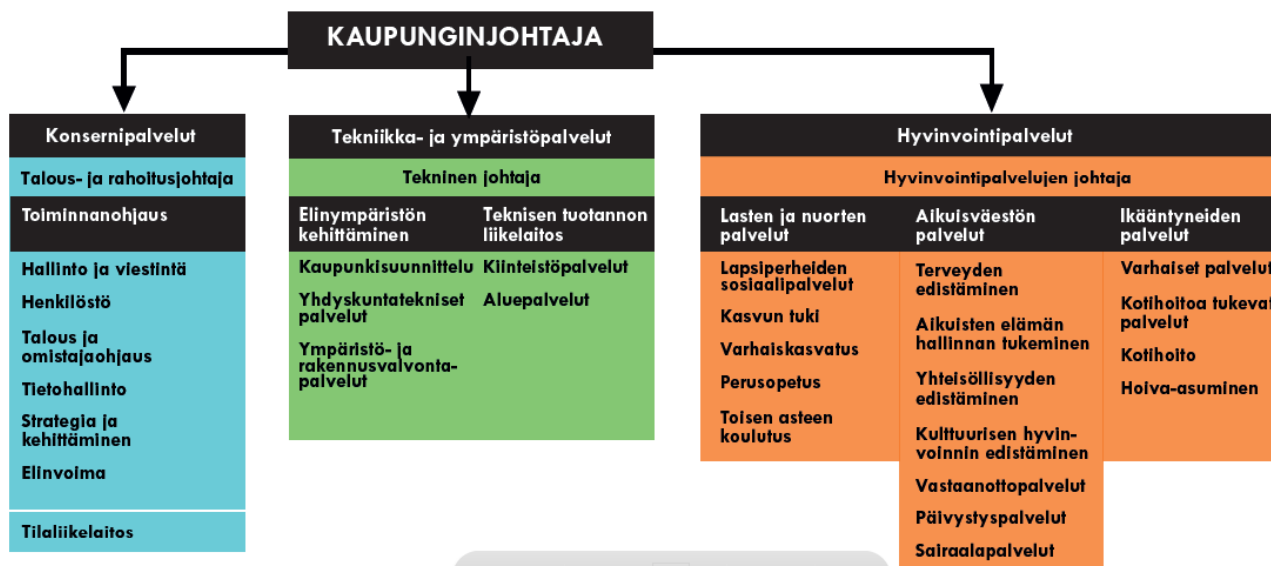 KAUPUNGINJOHTAJA
Konsernipalvelut
Talous- ja rahoitusjohtaja
Toiminnanohjaus
Hallinto ja viestintä
Henkilöstö
Talous ja
omistajaohjaus
Tietohallinto
Strategia ja
kehittäminen
Elinvoima
Tilaliikelaitos
Tekniikka- ja ympäristöpalvelut
Tekninen johtaja
Elinympäristön
kehittäminen
Kaupunkisuunnittelu
Yhdyskuntatekniset
palvelut
Ympäristö- ja
rakennusvalvonta-
palvelut
Teknisen tuotannon
liikelaitos
Kiinteistöpalvelut
Aluepalvelut
Hyvinvointipalvelut
Hyvinvointipalvelujen johtaja
Lasten ja nuorten
palvelut
Lapsiperheiden
sosiaalipalvelut
Kasvun tuki
Varhaiskasvatus
Perusopetus
Toisen asteen
koulutus
Aikuisväestön
palvelut
Terveyden
edistäminen
Aikuisten elämän
hallinnan tukeminen
Yhteisöllisyyden
edistäminen
Kulttuurisen hyvin-
voinnin edistäminen
Vastaanottopalvelut
Päivystyspalvelut
Sairaalapalvelut
Ikääntyneiden
palvelut
Varhaiset palvelut
Kotihoitoa tukevat
palvelut
Kotihoito
Hoiva-asuminen